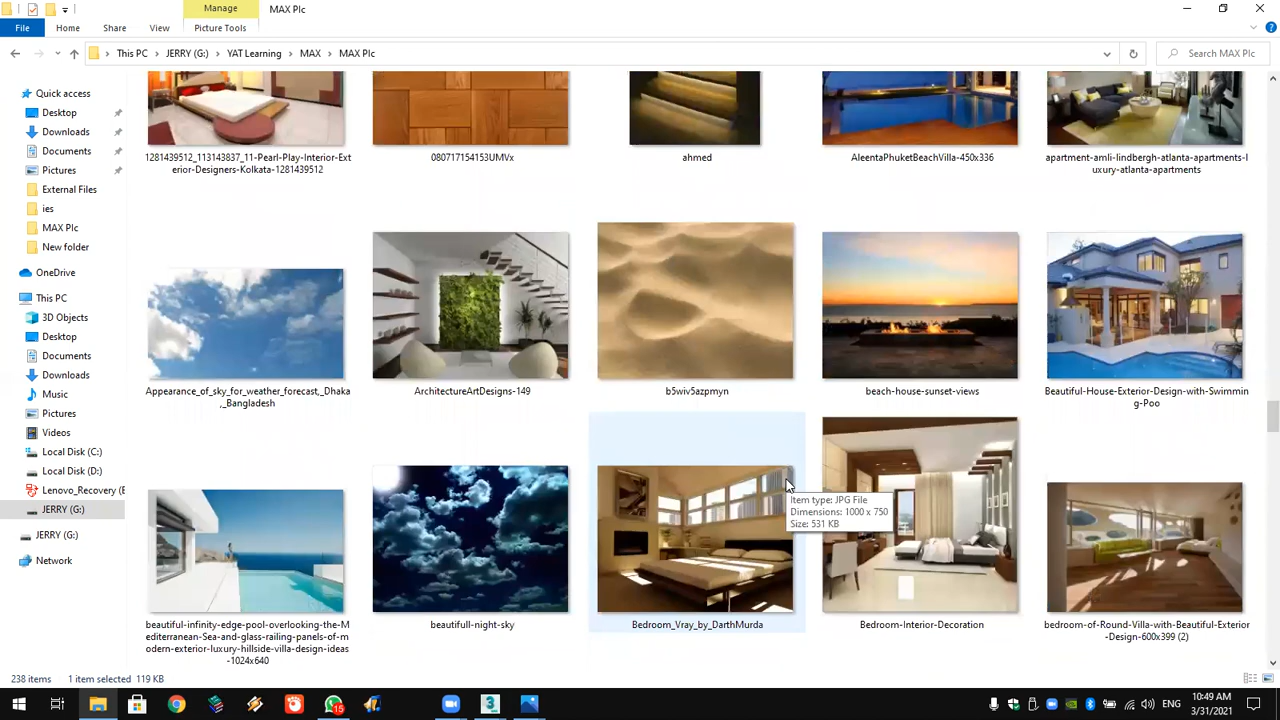 Manage
MAX Plc
File
Home
Share
View
Picture Tools
This PC
JERRY (G:)
YAT Learning
MAX
MAX Plc
Search MAX Plc
Quick access
Desktop
Downloads
Documents
Pictures
External Files
ies
MAX Plc
New folder
OneDrive
This PC
3D Objects
Desktop
Documents
Downloads
Music
Pictures
Videos
Local Disk (C:)
Local Disk (D:)
Lenovo_Recovery (E
JERRY (G:)
JERRY (G:)
Network
1281439512_113143837_11-Pearl-Play-Interior-Ext
erior-Designers-Kolkata-1281439512
080717154153UMVx
ahmed
AleentaPhuketBeachVilla-450x336
apartment-amli-lindbergh-atlanta-apartments-l
uxury-atlanta-apartments
Appearance_of_sky_for_weather_forecast,_Dhaka
,_Bangladesh
ArchitectureArtDesigns-149
b5wiv5azpmyn
beach-house-sunset-views
Beautiful-House-Exterior-Design-with-Swimming-
Poo
Item type: JPG File
Dimensions: 1000 x 750
Size: 531 KB
beautiful-infinity-edge-pool-overlooking-the-M
editerranean-Sea-and-glass-railing-panels-of-m
odern-exterior-luxury-hillside-villa-design-ideas
-1024x640
beautifull-night-sky
Bedroom_Vray_by_DarthMurda
Bedroom-Interior-Decoration
bedroom-of-Round-Villa-with-Beautiful-Exterior
-Design-600x399 (2)
238 items
1 item selected
119 KB
15
3
ENG
10:49 AM
3/31/2021